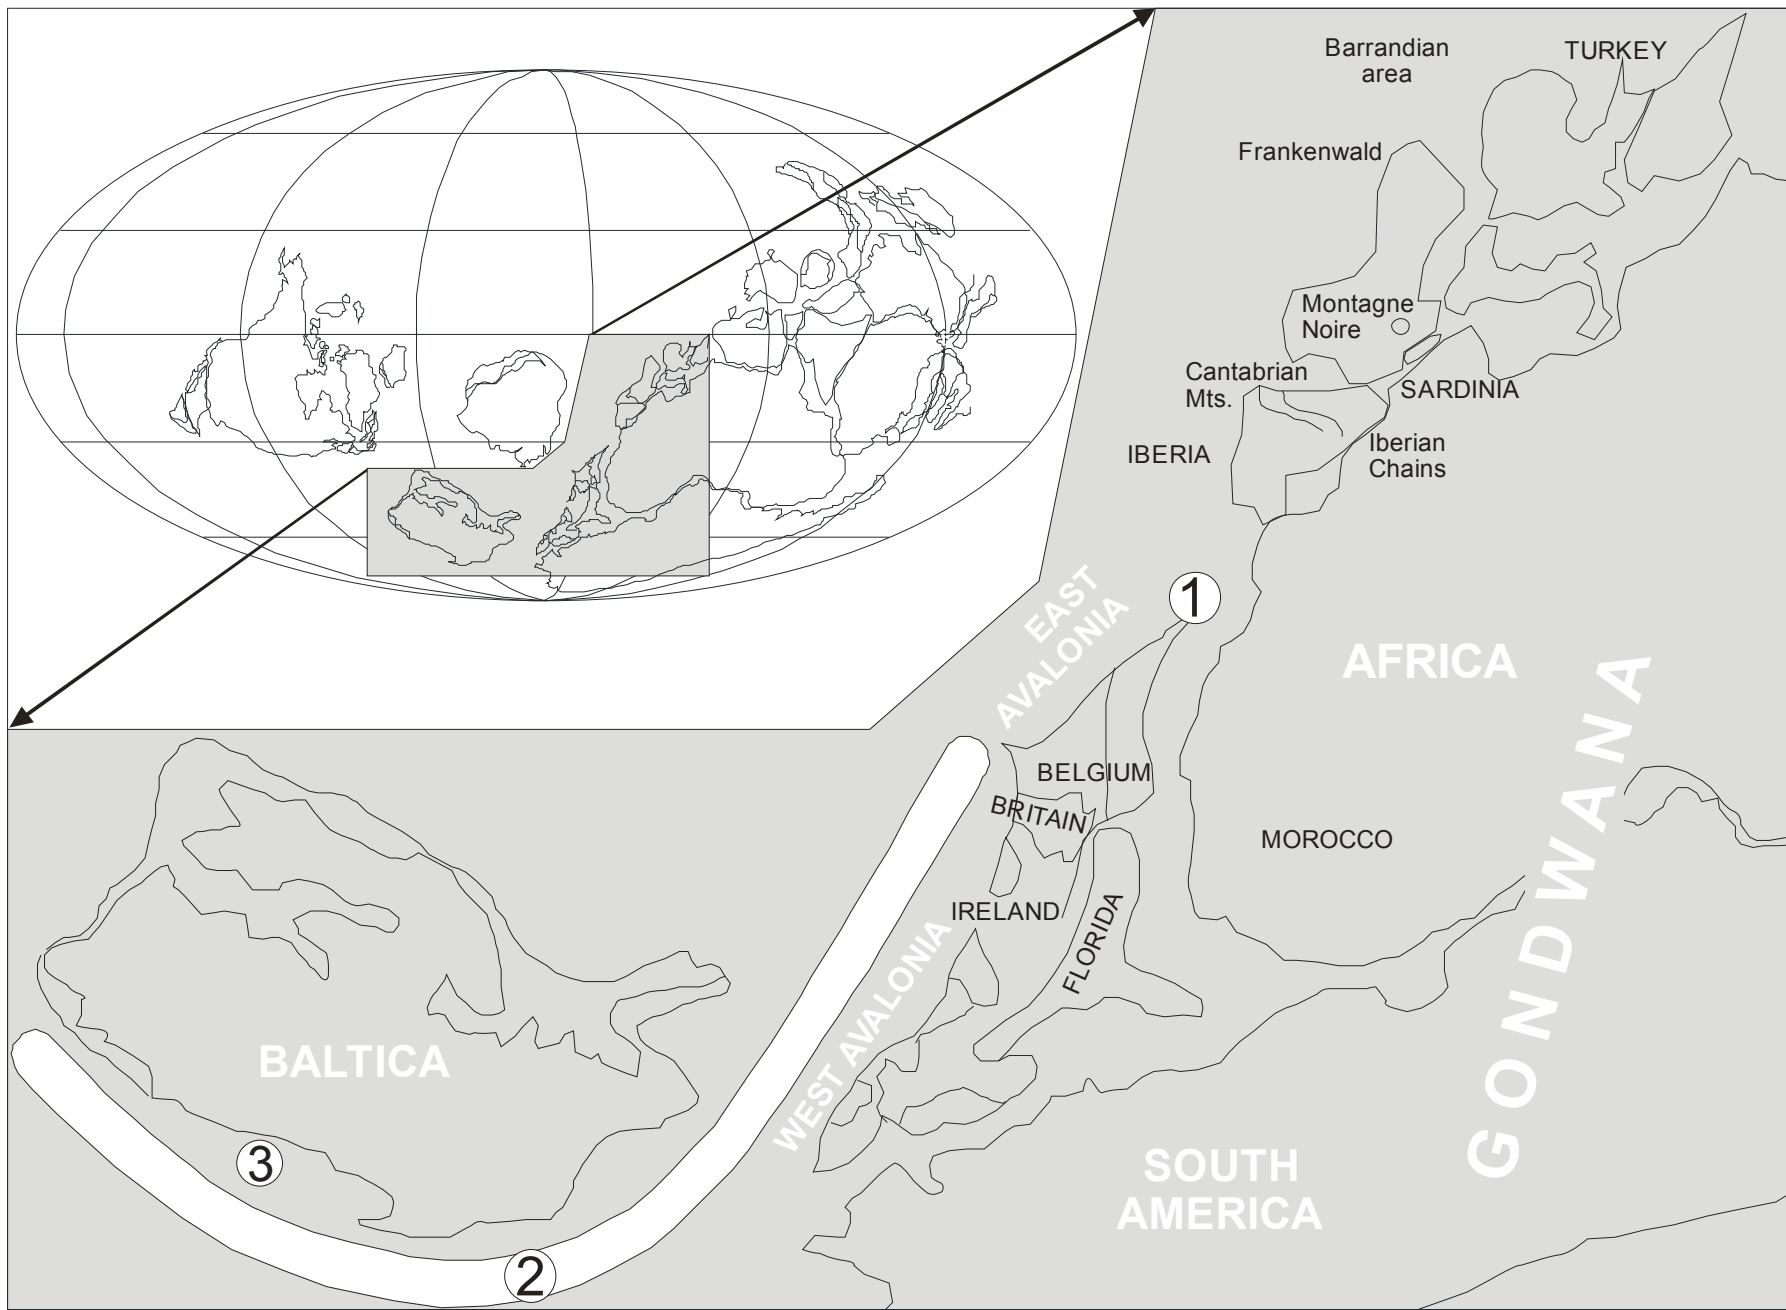 Barrandian
area
TURKEY
Frankenwald
Montagne
Noire
Cantabrian
Mts.
SARDINIA
IBERIA
Iberian
Chains
1
EAST
AVALONIA
AFRICA
GONDWANA
BELGIUM
BRITAIN
MOROCCO
IRELAND
FLORIDA
WEST AVALONIA
BALTICA
3
SOUTH
AMERICA
2